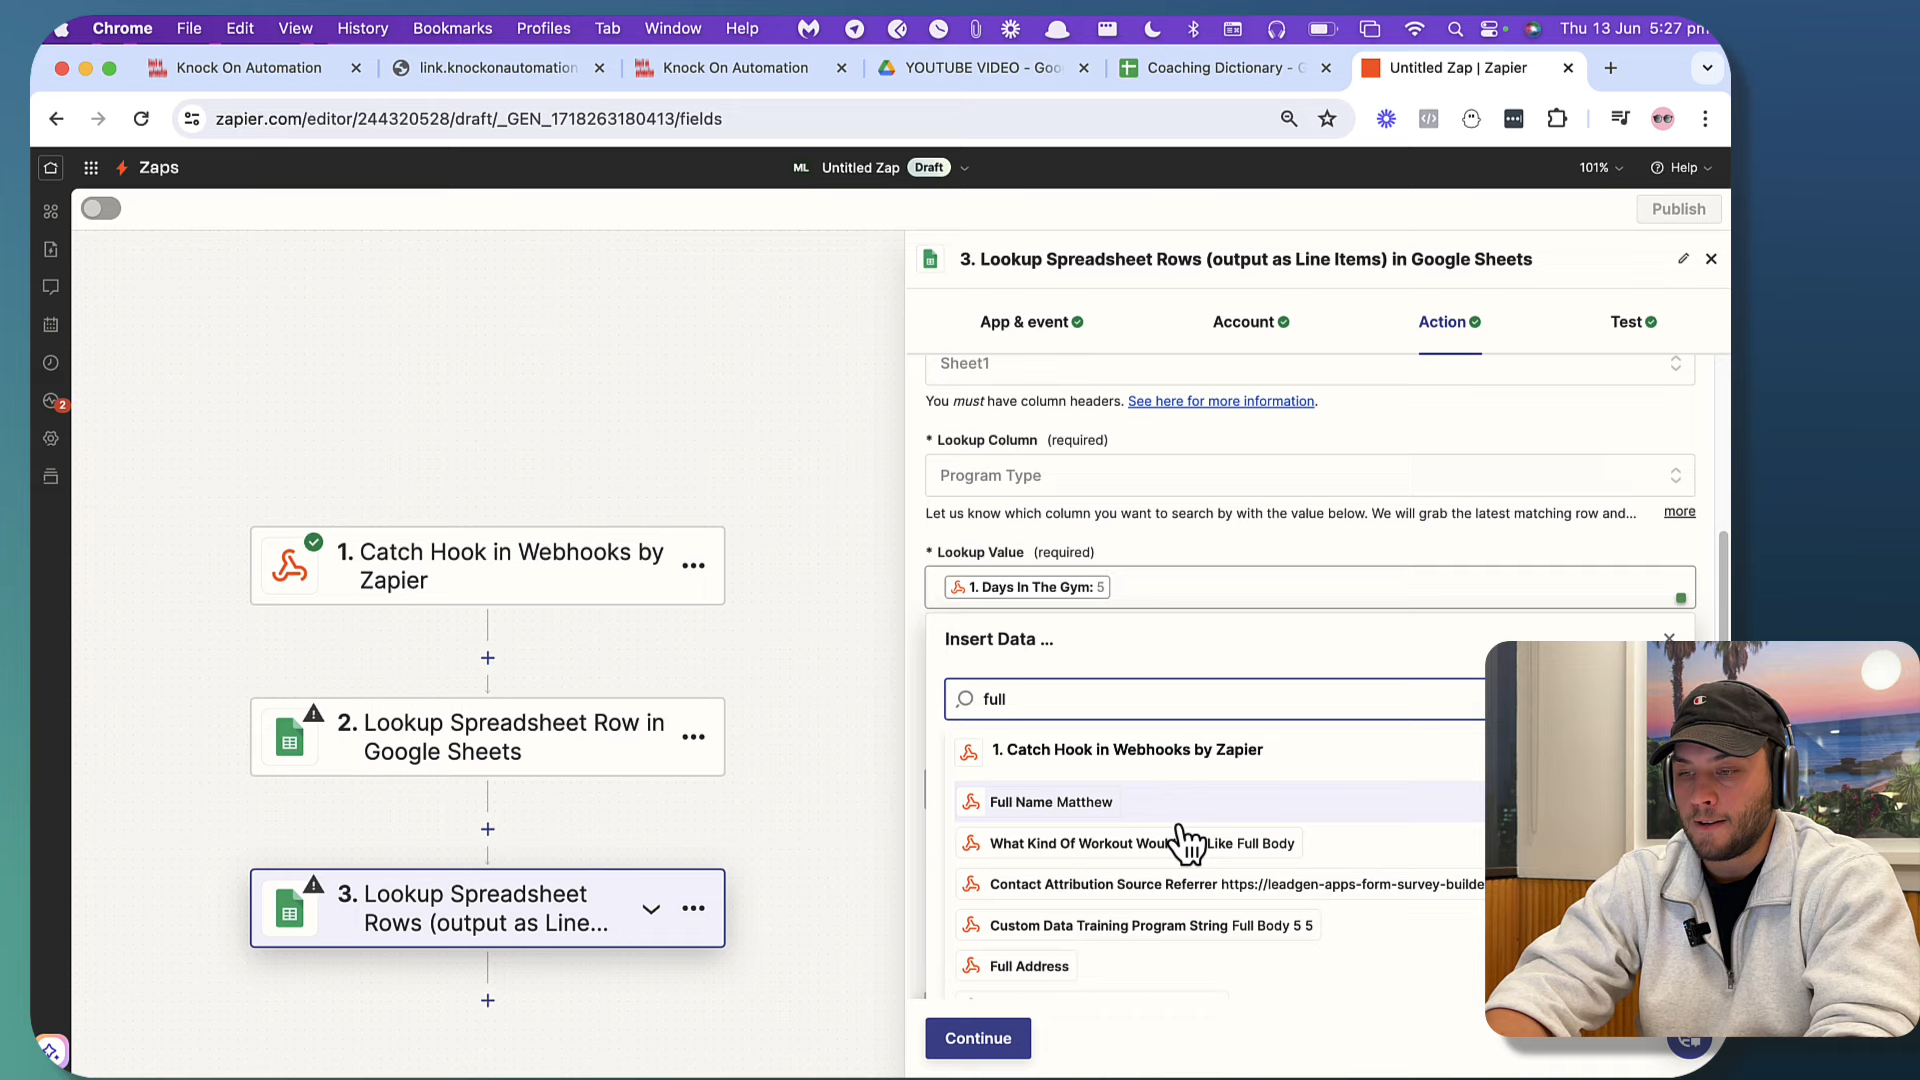 Chrome File Edit View History Bookmarks Profiles Tab Window Help Thu 13 Jun 5:27 pm
Knock On Automation
link.knockonautomation
Knock On Automation
YOUTUBE VIDEO - Goo
Coaching Dictionary - G
Untitled Zap | Zapier
zapier.com/editor/244320528/draft/_GEN_1718263180413/fields
Zaps
ML Untitled Zap Draft
101% Help
Publish
2
3. Lookup Spreadsheet Rows (output as Line Items) in Google Sheets
App & event Account Action Test
Sheet1
You must have column headers. See here for more information.
* Lookup Column (required)
Program Type
Let us know which column you want to search by with the value below. We will grab the latest matching row and... more
* Lookup Value (required)
1. Days In The Gym: 5
Insert Data ...
full
1. Catch Hook in Webhooks by Zapier
Full Name Matthew
What Kind Of Workout Like Full Body
Contact Attribution Source Referrer https://leadgen-apps-form-survey-builde
Custom Data Training Program String Full Body 5 5
Full Address
Continue
1. Catch Hook in Webhooks by
Zapier
2. Lookup Spreadsheet Row in
Google Sheets
3. Lookup Spreadsheet
Rows (output as Line...